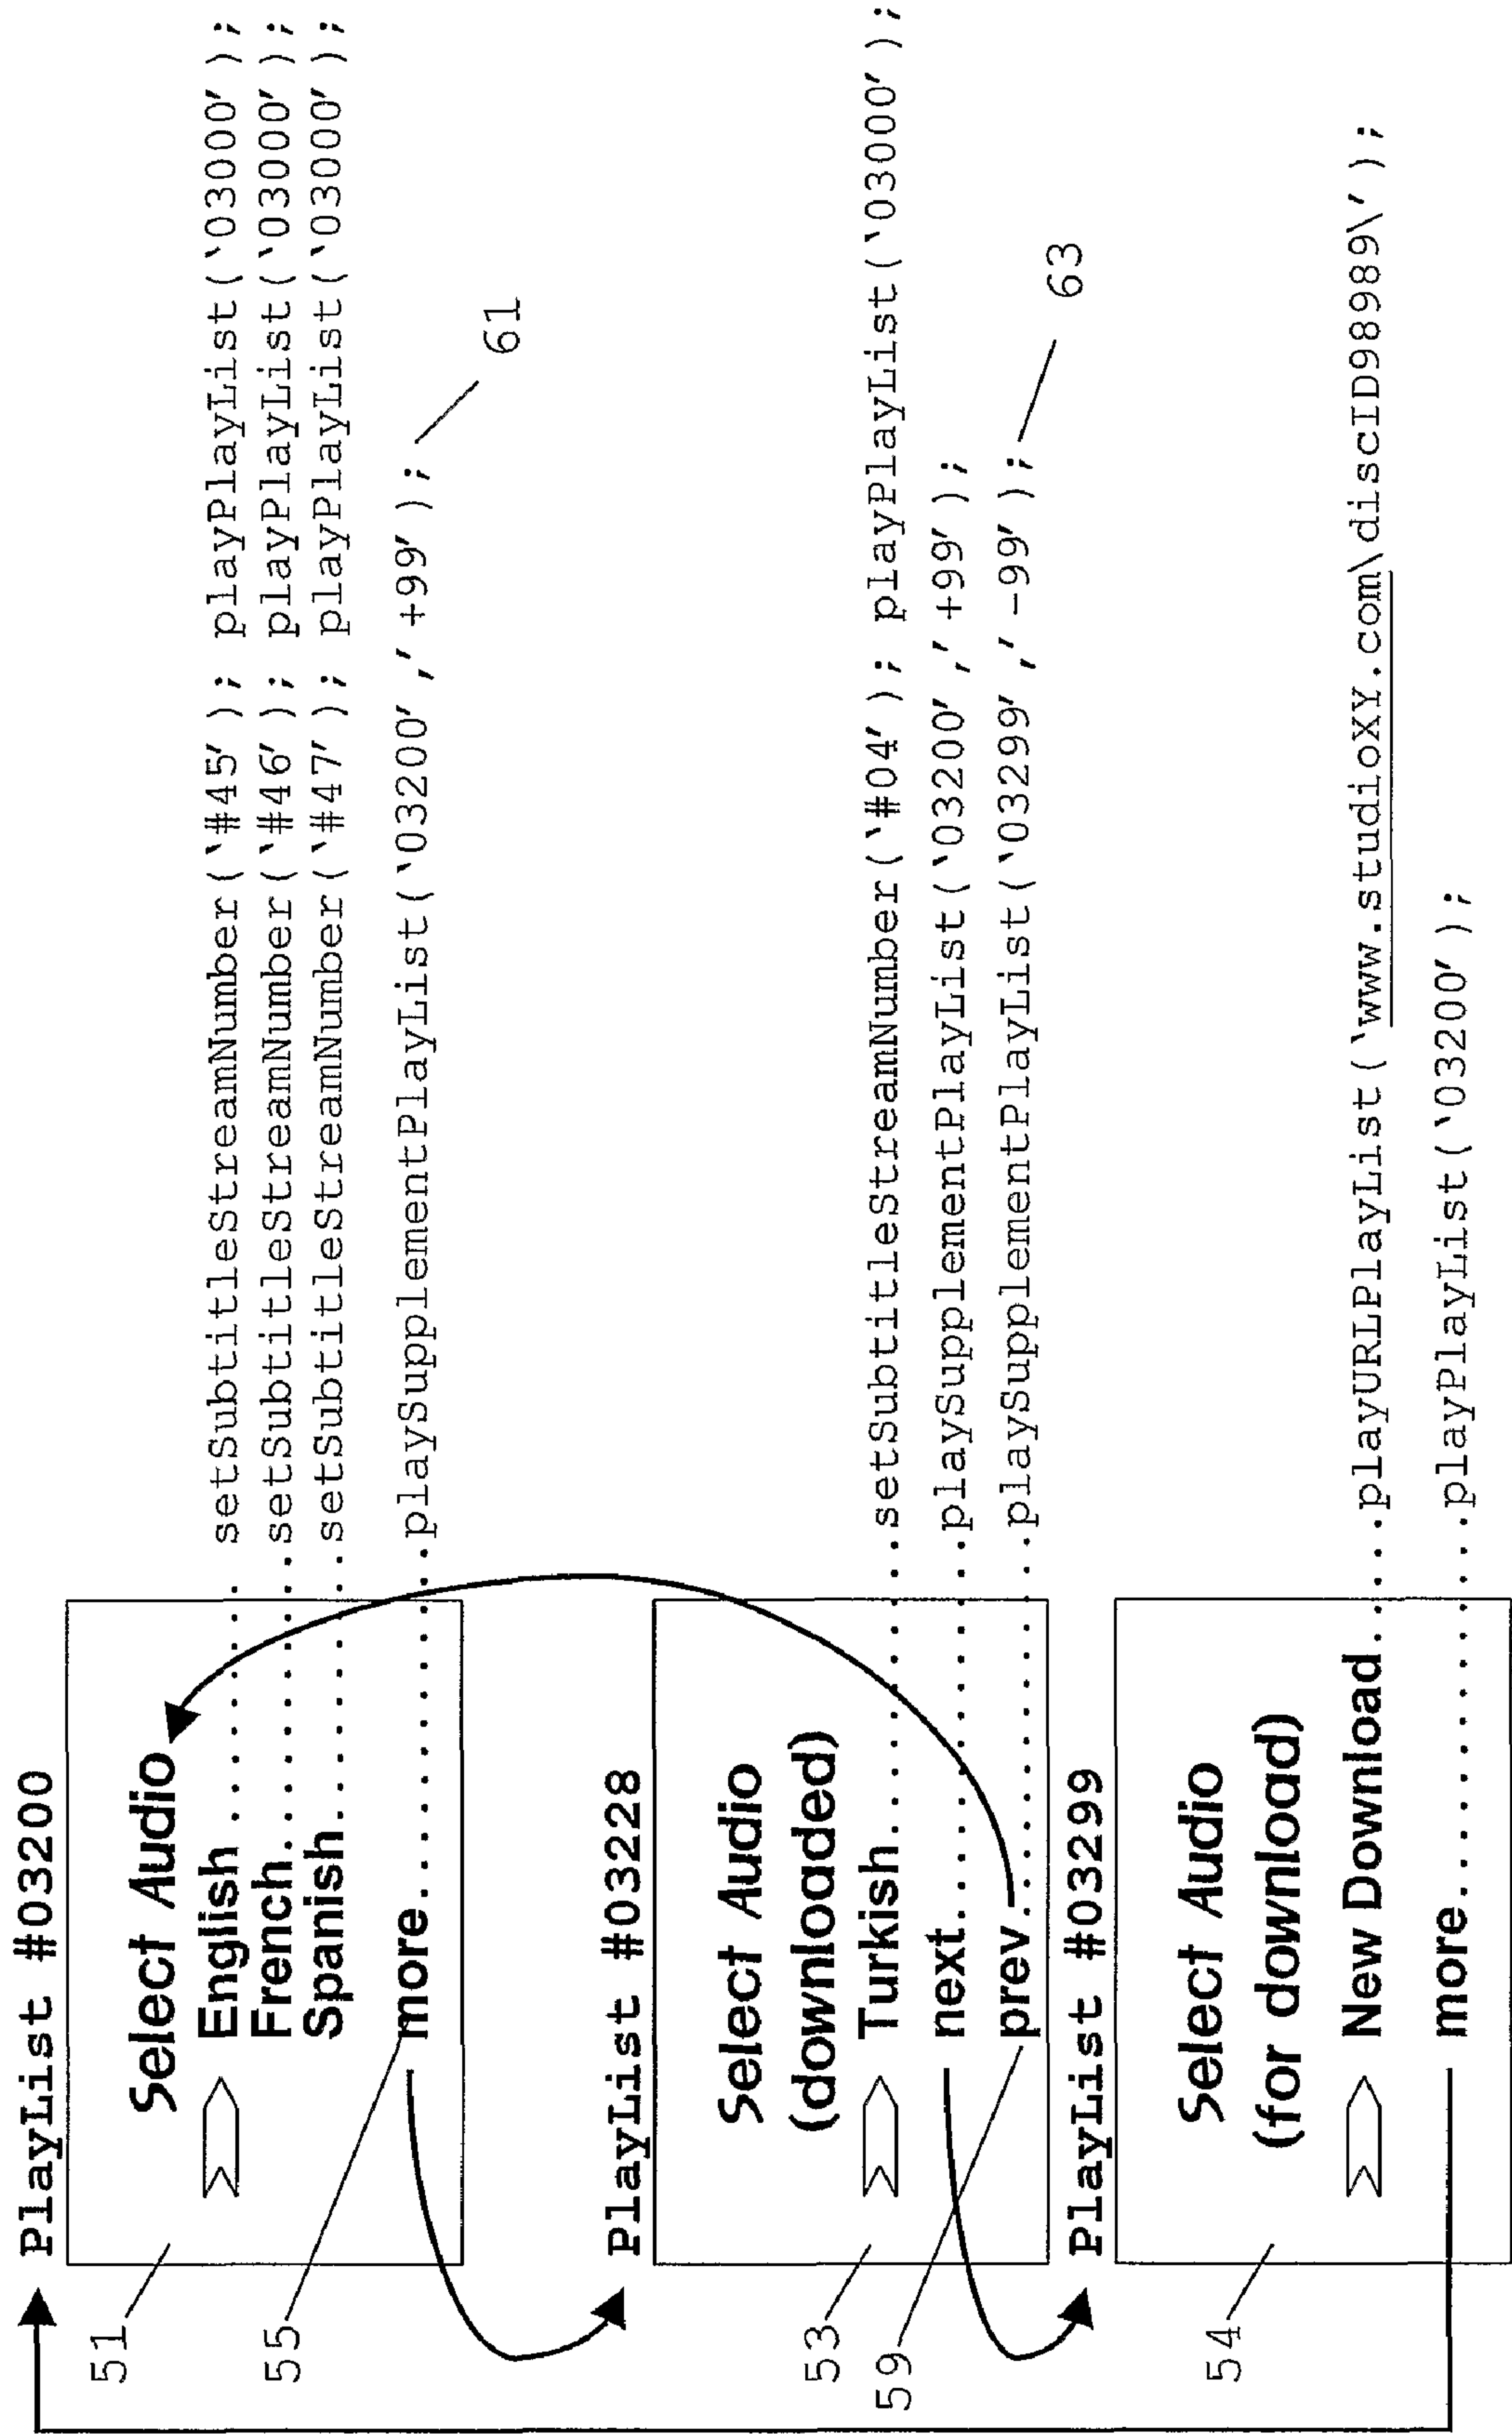 PlayList #03200
51
Select Audio
English ........ setSubtitleStreamNumber(‵#45′); playPlayList(‵03000′);
French..........setSubtitleStreamNumber(‵#46′); playPlayList(‵03000′);
Spanish.........setSubtitleStreamNumber(‵#47′); playPlayList(‵03000′);
55
more............playSupplementPlayList(‵03200′,′+99′);
61
PlayList #03228
Select Audio
(downloaded)
53
Turkish.........setSubtitleStreamNumber(‵#04′); playPlayList(‵03000′);
59
next............playSupplementPlayList(‵03200′,′+99′);
prev............playSupplementPlayList(‵03299′,′-99′);
63
PlayList #03299
Select Audio
(for download)
54
New Download.....playURLPlayList(‵www.studioXY.com\discID98989\′);
more............playPlayList(‵03200′);